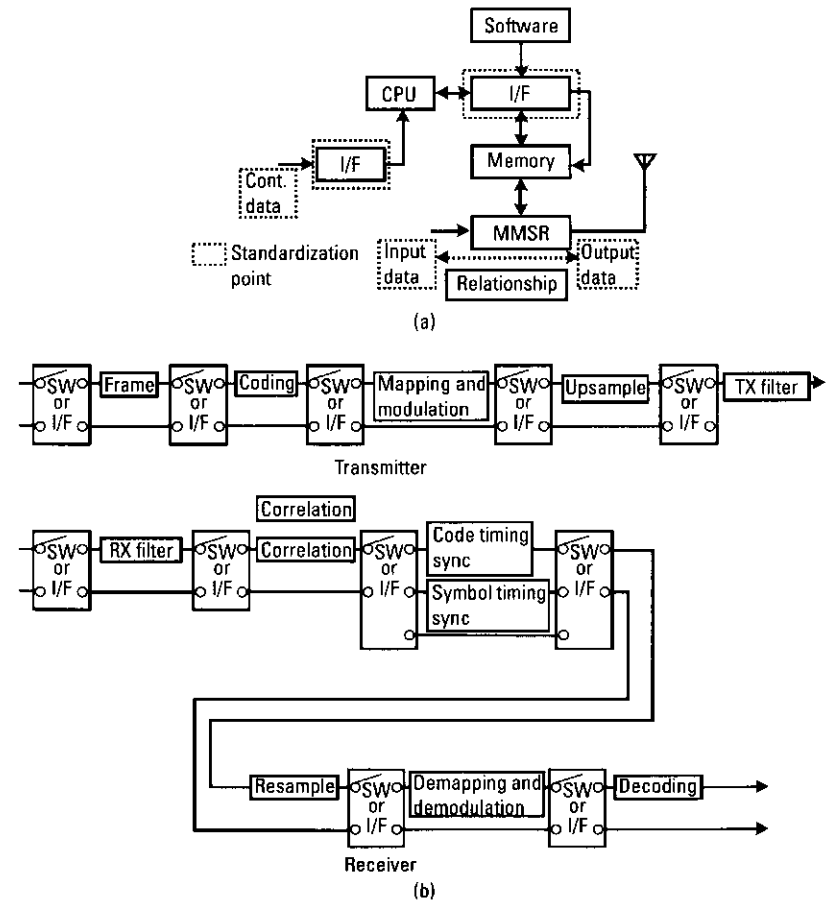 Software
CPU
I/F
I/F
Memory
Cont.
data
MMSR
Standardization
point
Input
data
Output
data
Relationship
(a)
SW
or
I/F
Frame
SW
or
I/F
Coding
SW
or
I/F
Mapping and
modulation
SW
or
I/F
Upsample
SW
or
I/F
TX filter
Transmitter
SW
or
I/F
RX filter
SW
or
I/F
Correlation
Correlation
SW
or
I/F
Code timing
sync
Symbol timing
sync
SW
or
I/F
Resample
SW
or
I/F
Demapping and
demodulation
SW
or
I/F
Decoding
Receiver
(b)